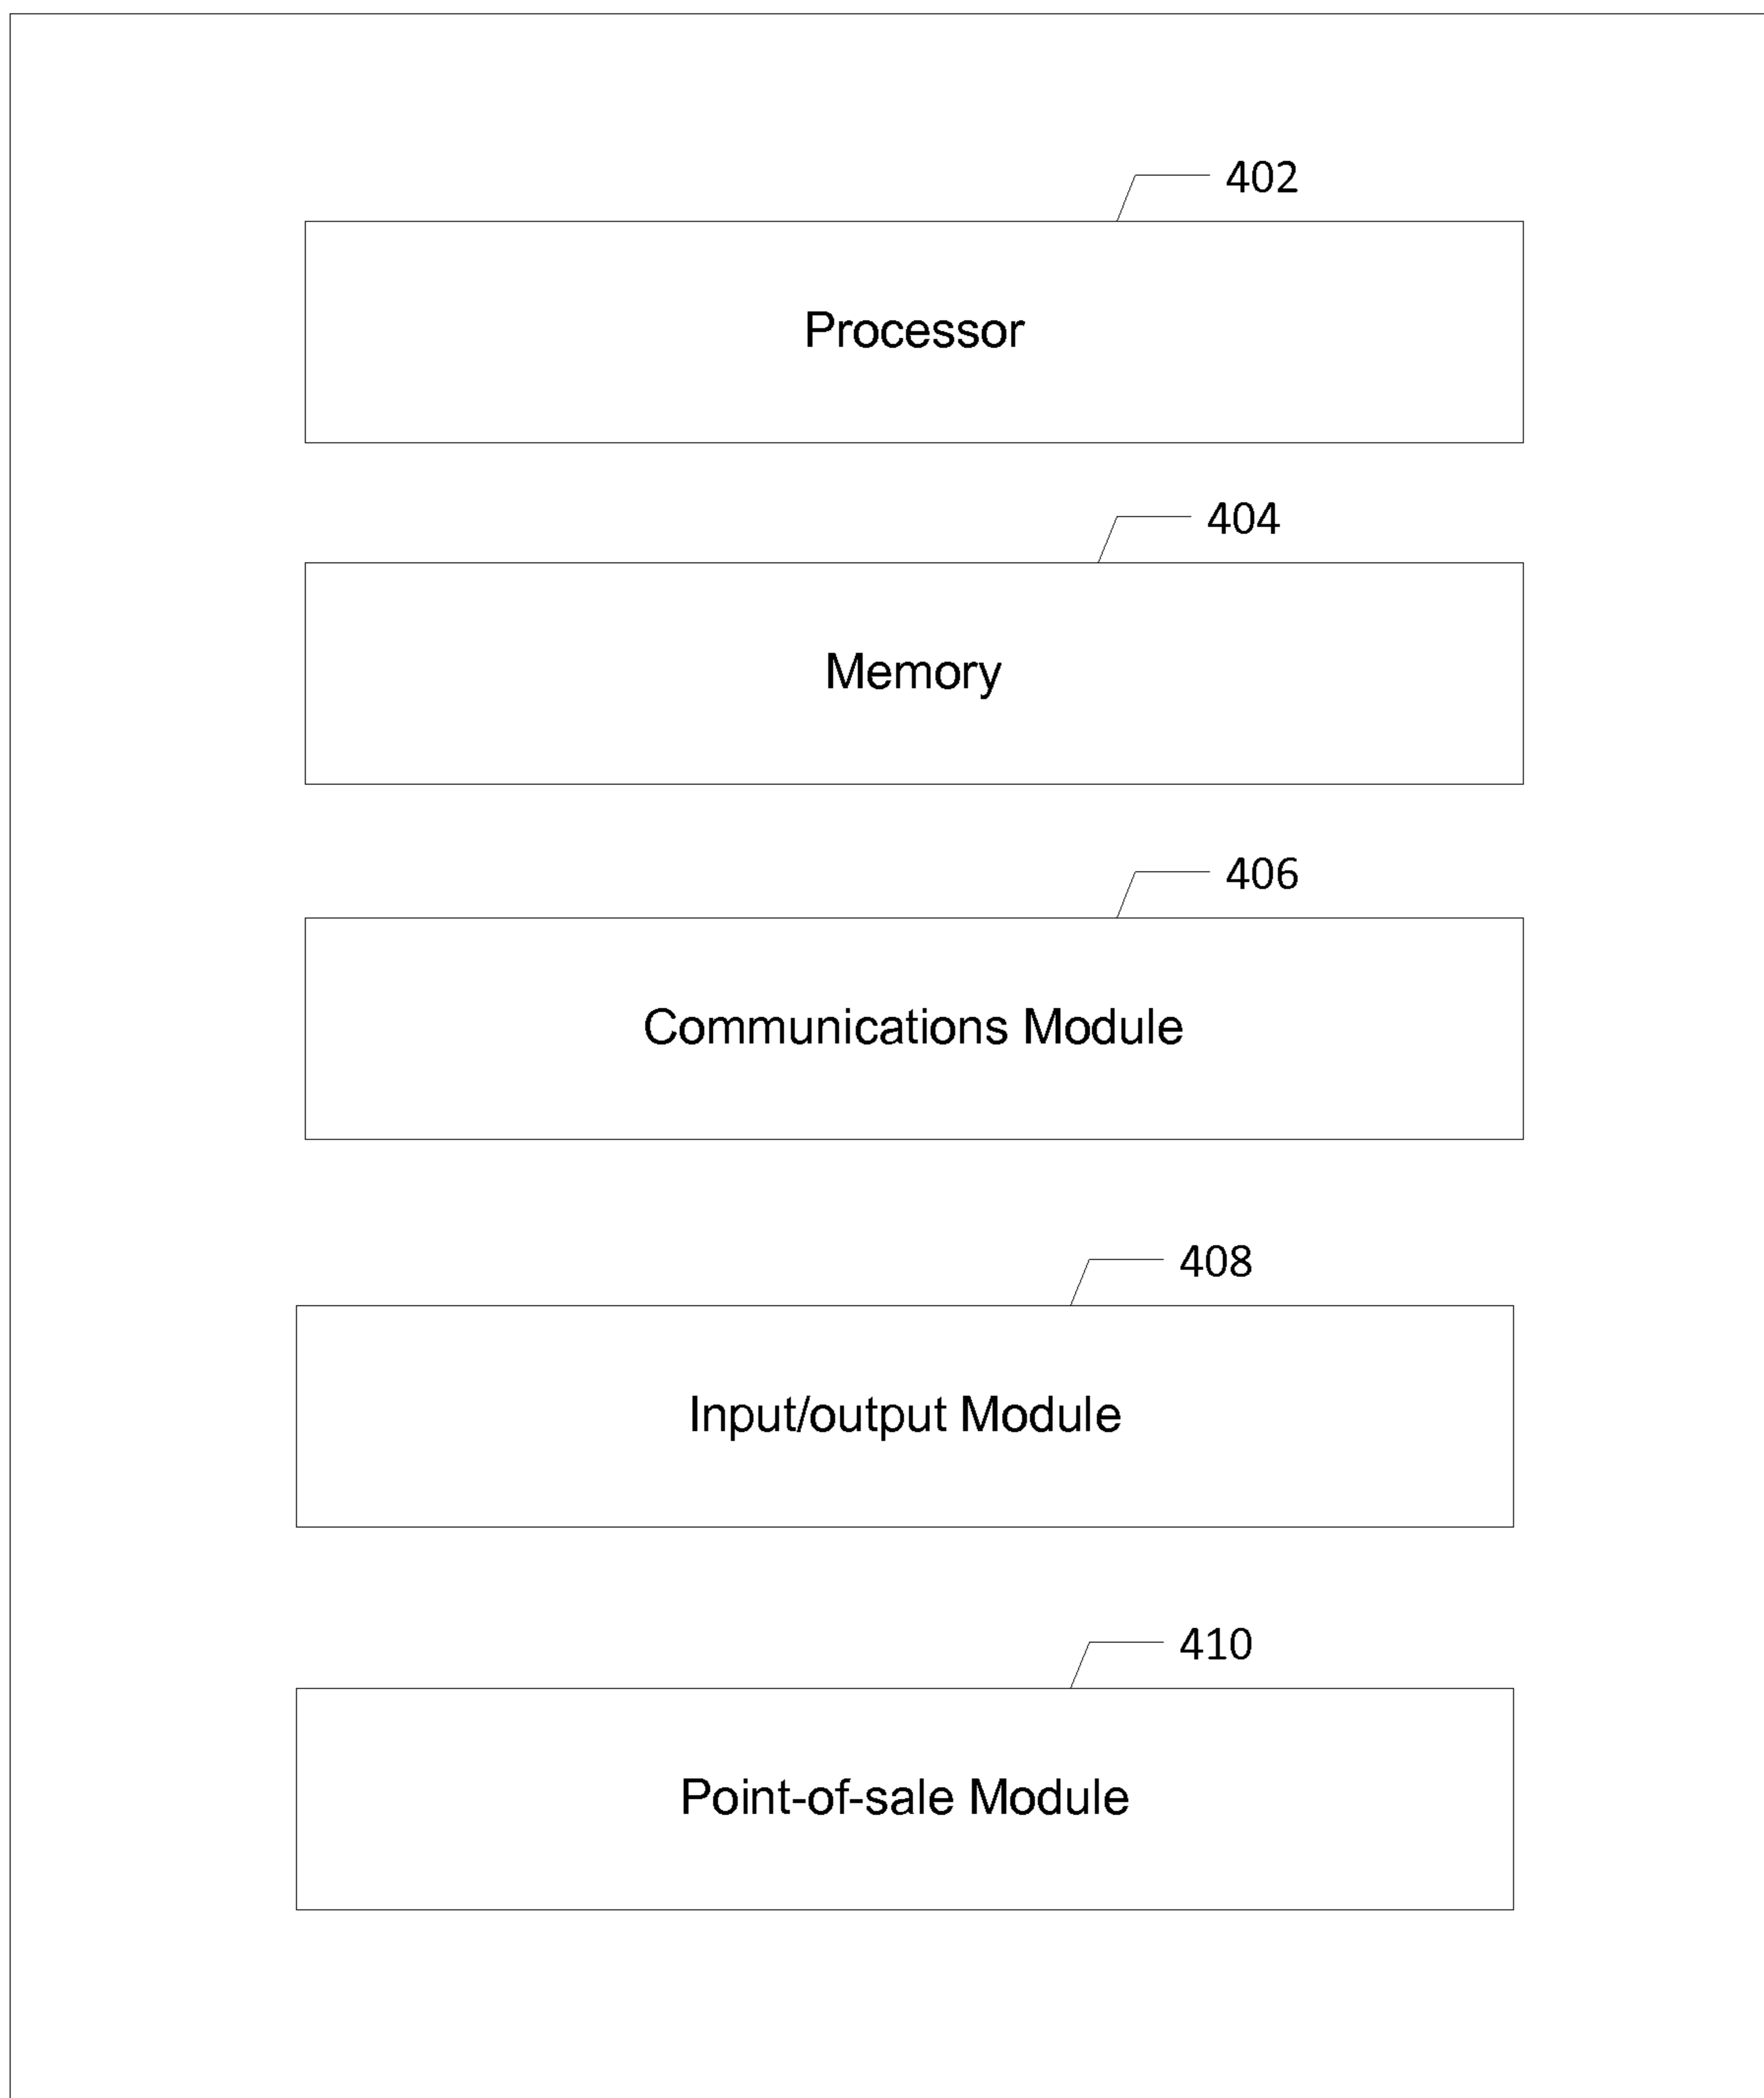 402
Processor
404
Memory
406
Communications Module
408
Input/output Module
410
Point-of-sale Module